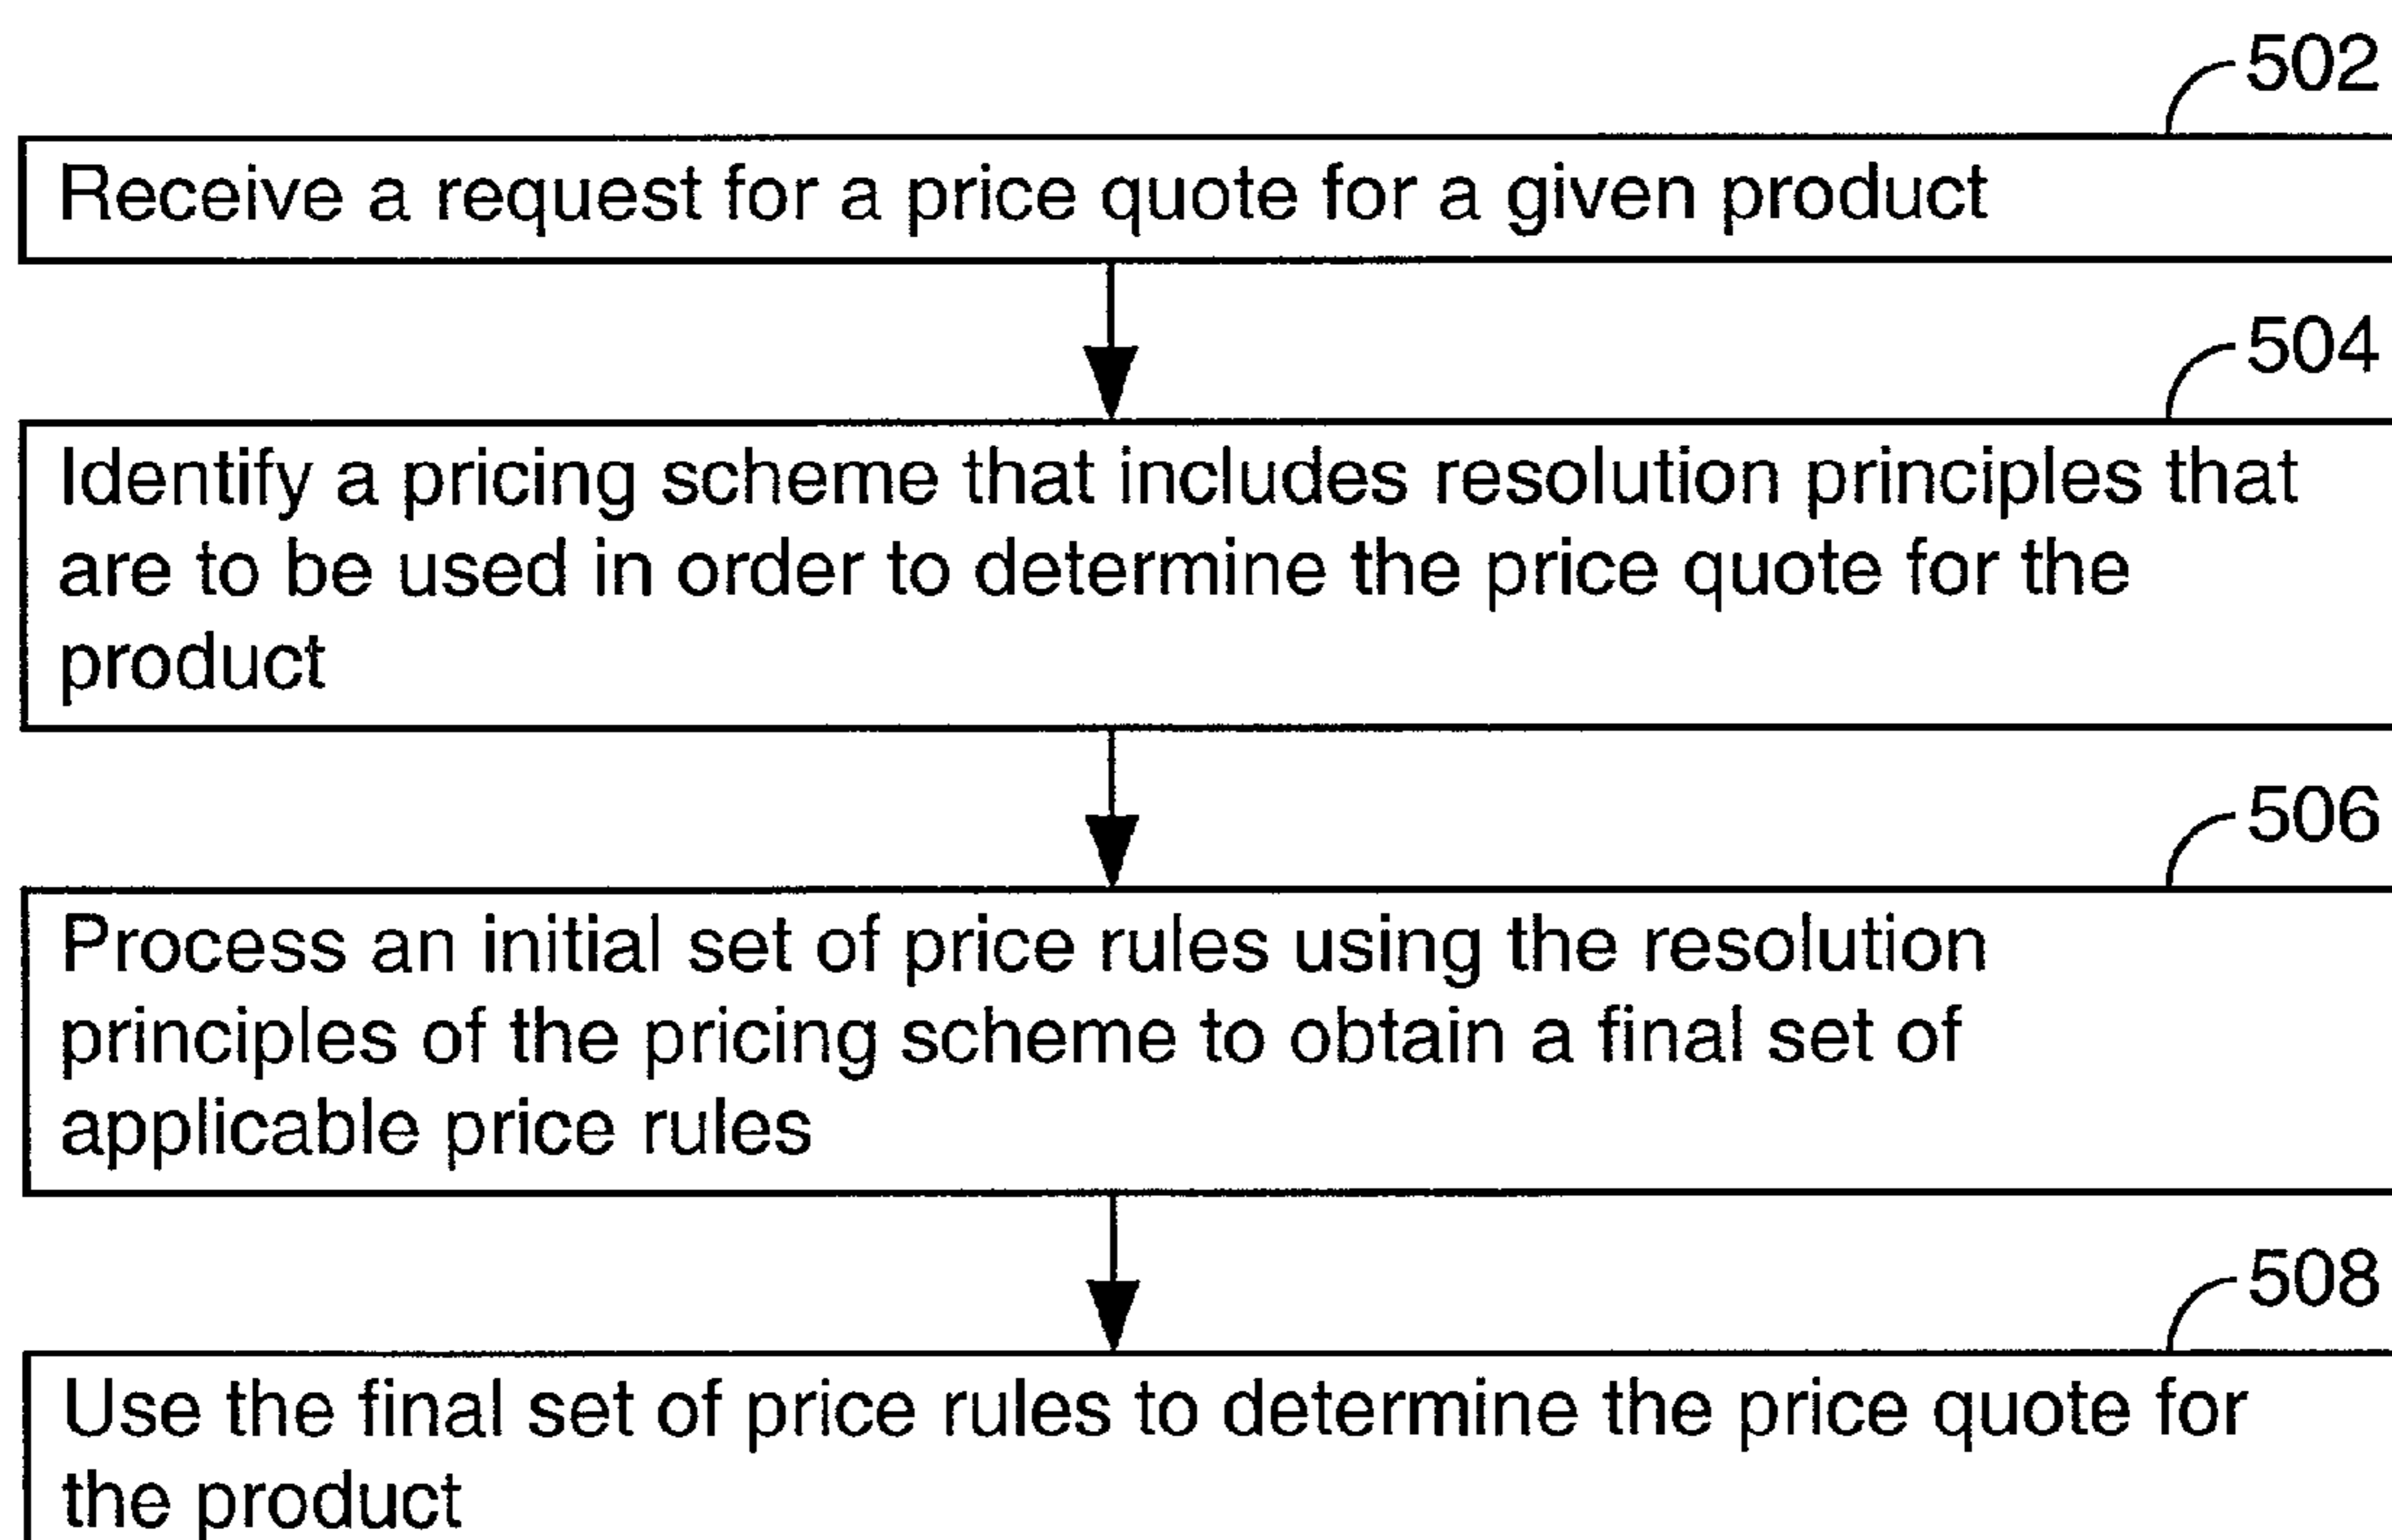 502
Receive a request for a price quote for a given product
504
Identify a pricing scheme that includes resolution principles that
are to be used in order to determine the price quote for the
product
506
Process an initial set of price rules using the resolution
principles of the pricing scheme to obtain a final set of
applicable price rules
508
Use the final set of price rules to determine the price quote for
the product